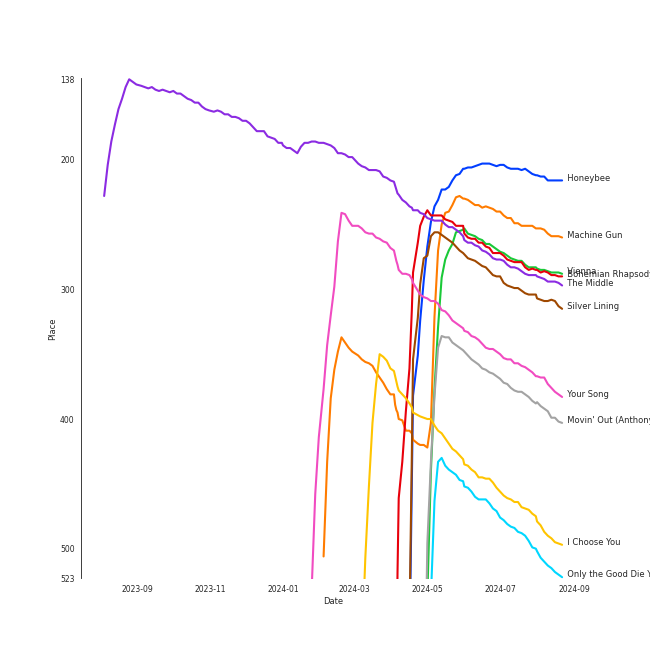 138
200
300
400
500
523
Place
2023-09
2023-11
2024-01
2024-03
2024-05
2024-07
2024-09
Date
Honeybee
Machine Gun
Vienna
Bohemian Rhapsody
The Middle
Silver Lining
Your Song
Movin' Out (Anthony
I Choose You
Only the Good Die Y